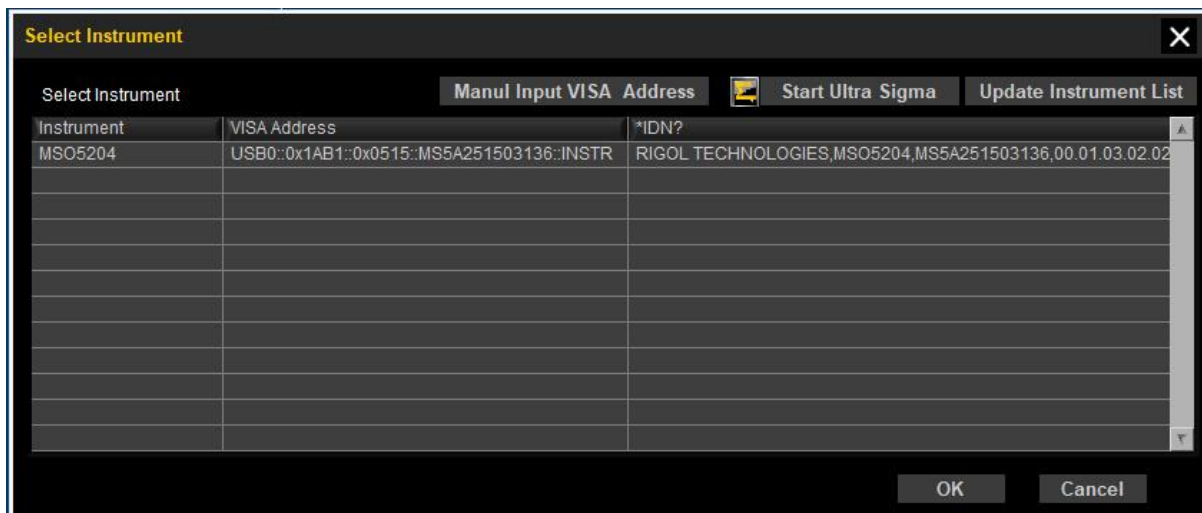 Select Instrument
Select Instrument Manul Input VISA Address Start Ultra Sigma Update Instrument List
Instrument VISA Address *IDN?
MSO5204 USB0::0x1AB1::0x0515::MS5A251503136::INSTR RIGOL TECHNOLOGIES,MSO5204,MS5A251503136,00.01.03.02.02
OK Cancel